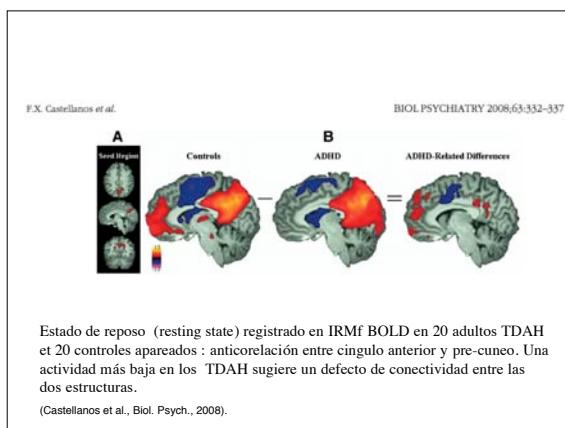 F.X. Castellanos et al.
BIOL PSYCHIATRY 2008;63:332–337
A
B
Seed Region
Controls
ADHD
ADHD-Related Differences
Estado de reposo (resting state) registrado en IRMf BOLD en 20 adultos TDAH
et 20 controles apareados : anticorelación entre cingulo anterior y pre-cuneo. Una
actividad más baja en los TDAH sugiere un defecto de conectividad entre las
dos estructuras.
(Castellanos et al., Biol. Psych., 2008).